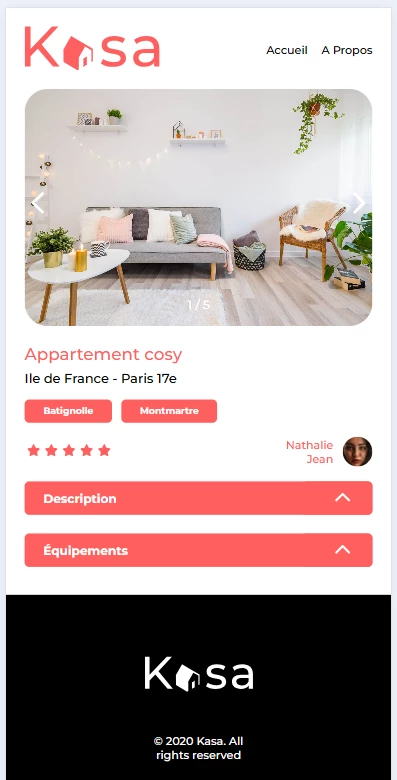 Kasa
Accueil A Propos
1 / 5
Appartement cosy
Ile de France - Paris 17e
Batignolle Montmartre
Nathalie
Jean
Description
Équipements
Kasa
© 2020 Kasa. All
rights reserved